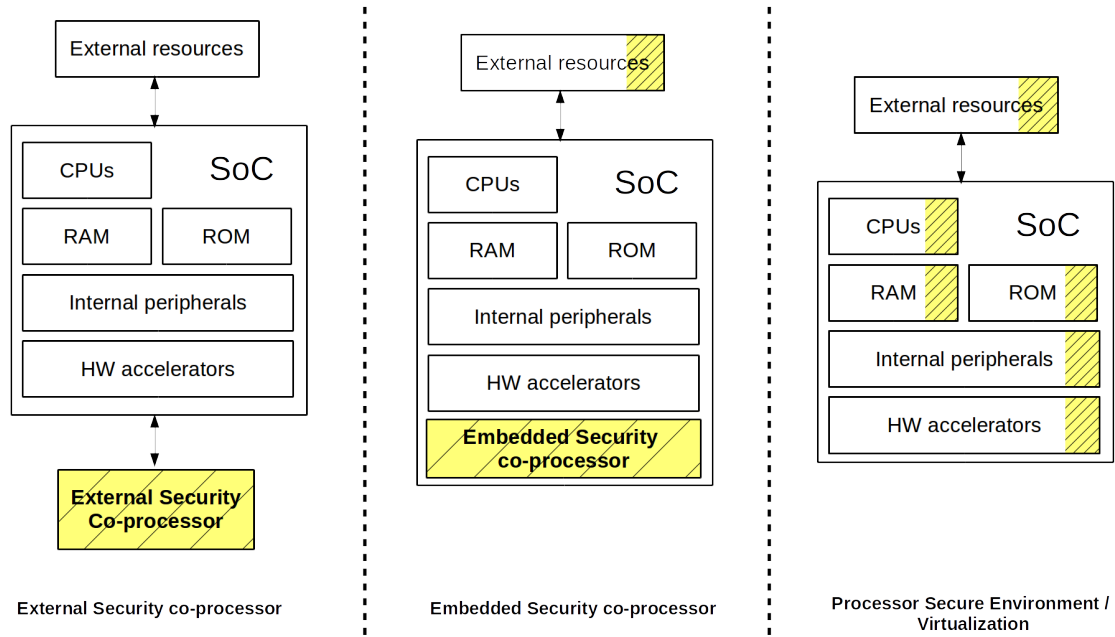 External resources
CPUs
SoC
RAM
ROM
Internal peripherals
HW accelerators
External Security
Co-processor
External Security co-processor
External resources
CPUs
SoC
RAM
ROM
Internal peripherals
HW accelerators
Embedded Security
co-processor
Embedded Security co-processor
External resources
CPUs
SoC
RAM
ROM
Internal peripherals
HW accelerators
Processor Secure Environment /
Virtualization